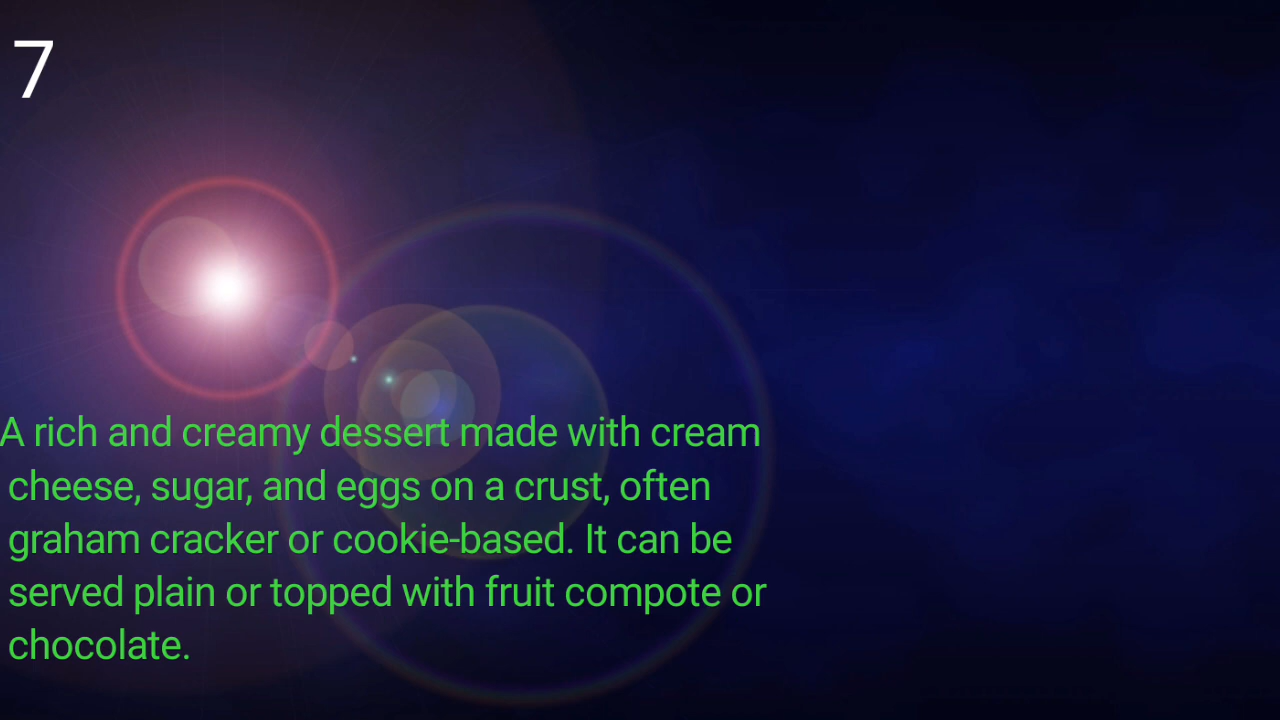 7
A rich and creamy dessert made with cream
cheese, sugar, and eggs on a crust, often
graham cracker or cookie-based. It can be
served plain or topped with fruit compote or
chocolate.